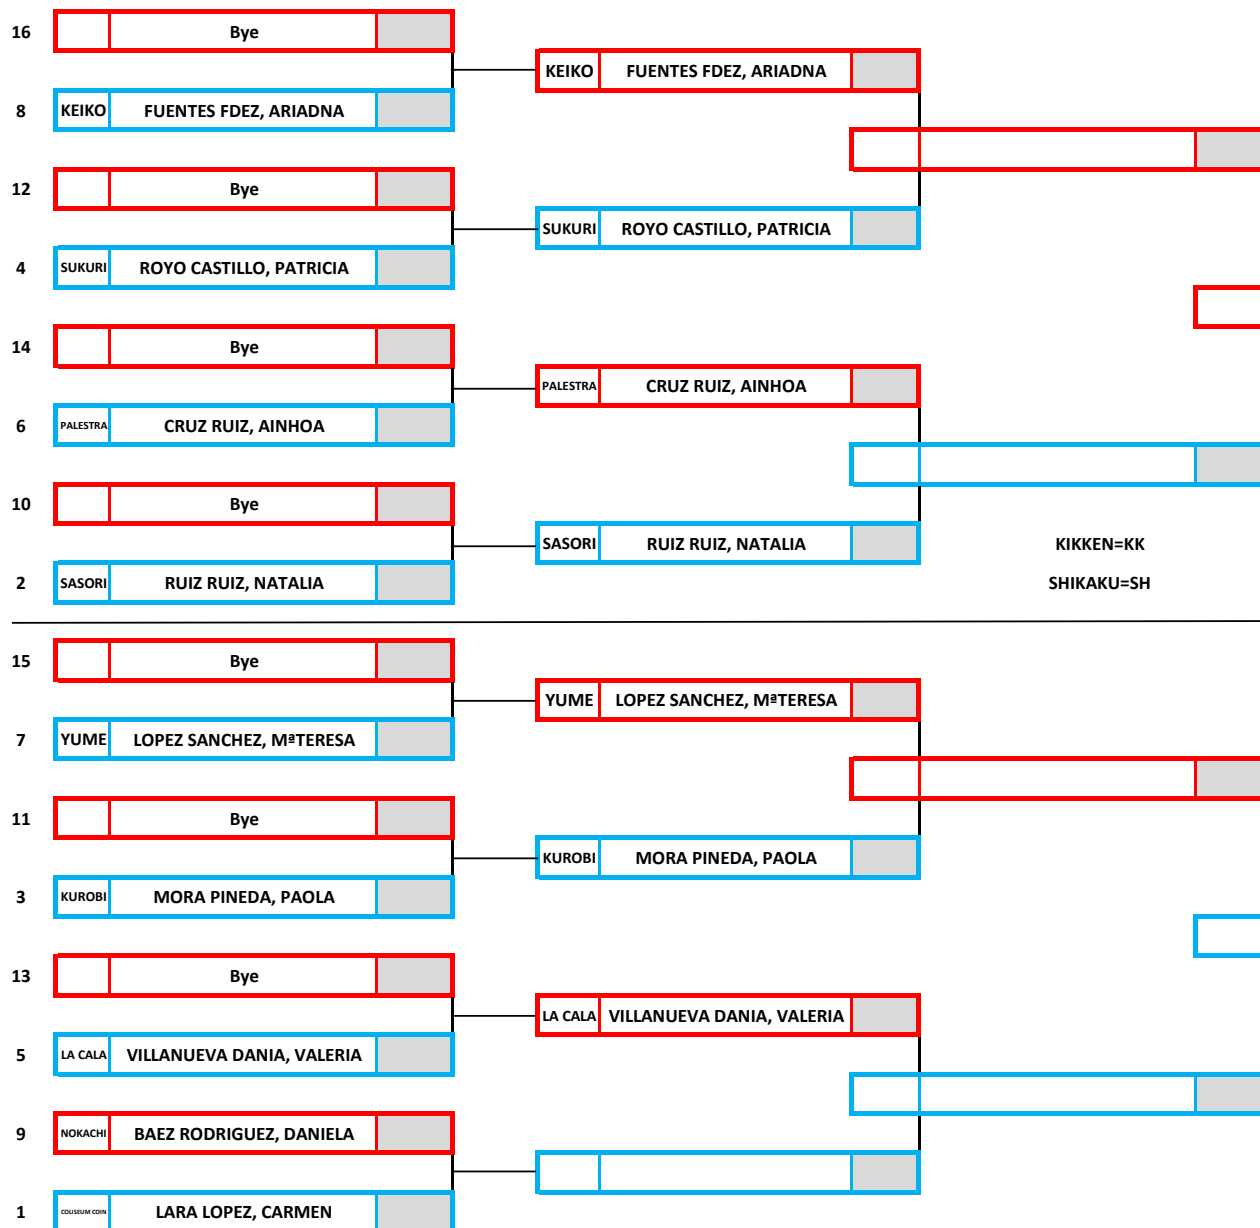 16 Bye
KEIKO FUENTES FDEZ, ARIADNA
8 KEIKO FUENTES FDEZ, ARIADNA
12 Bye
SUKURI ROYO CASTILLO, PATRICIA
4 SUKURI ROYO CASTILLO, PATRICIA
14 Bye
PALESTRA CRUZ RUIZ, AINHOA
6 PALESTRA CRUZ RUIZ, AINHOA
10 Bye
SASORI RUIZ RUIZ, NATALIA
KIKKEN=KK
2 SASORI RUIZ RUIZ, NATALIA
SHIKAKU=SH
15 Bye
YUME LOPEZ SANCHEZ, MªTERESA
7 YUME LOPEZ SANCHEZ, MªTERESA
11 Bye
KUROBI MORA PINEDA, PAOLA
3 KUROBI MORA PINEDA, PAOLA
13 Bye
LA CALA VILLANUEVA DANIA, VALERIA
5 LA CALA VILLANUEVA DANIA, VALERIA
9 NOKACHI BAEZ RODRIGUEZ, DANIELA
1 COLISEUM COIN LARA LOPEZ, CARMEN